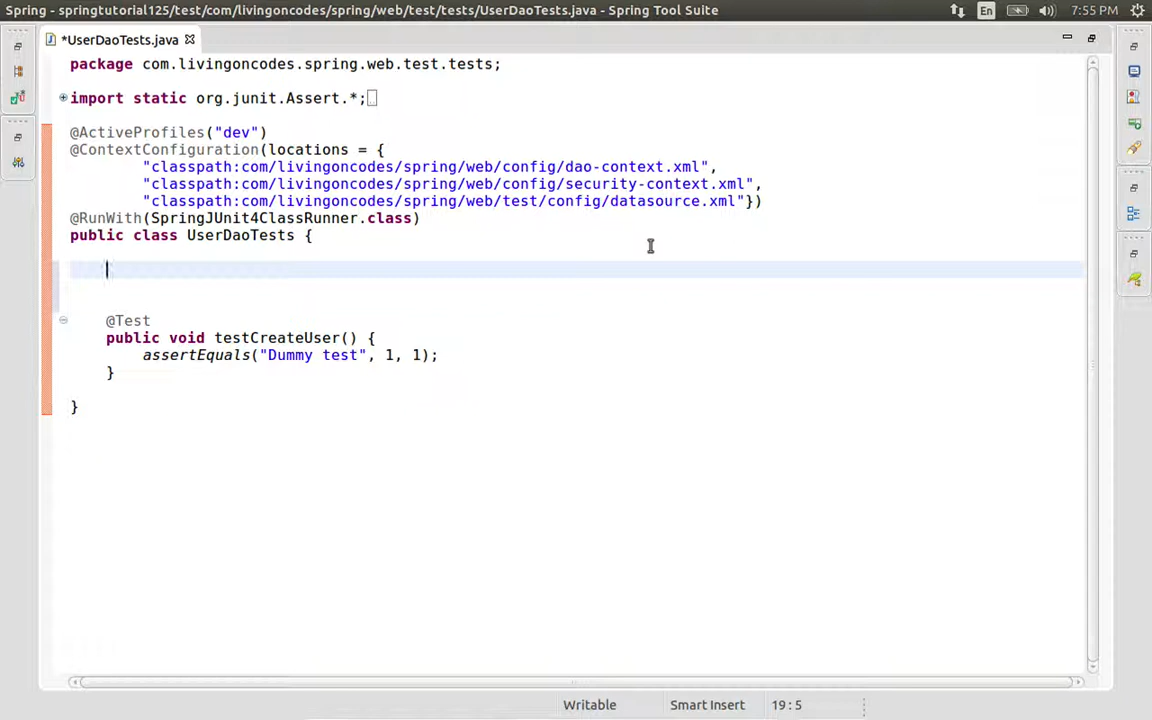 Spring - springtutorial125/test/com/livingoncodes/spring/web/test/tests/UserDaoTests.java - Spring Tool Suite
En
7:55 PM
*UserDaoTests.java
package com.livingoncodes.spring.web.test.tests;
import static org.junit.Assert.*;
@ActiveProfiles("dev")
@ContextConfiguration(locations = {
"classpath:com/livingoncodes/spring/web/config/dao-context.xml",
"classpath:com/livingoncodes/spring/web/config/security-context.xml",
"classpath:com/livingoncodes/spring/web/test/config/datasource.xml"})
@RunWith(SpringJUnit4ClassRunner.class)
public class UserDaoTests {
@Test
public void testCreateUser() {
assertEquals("Dummy test", 1, 1);
}
}
Writable
Smart Insert
19 : 5